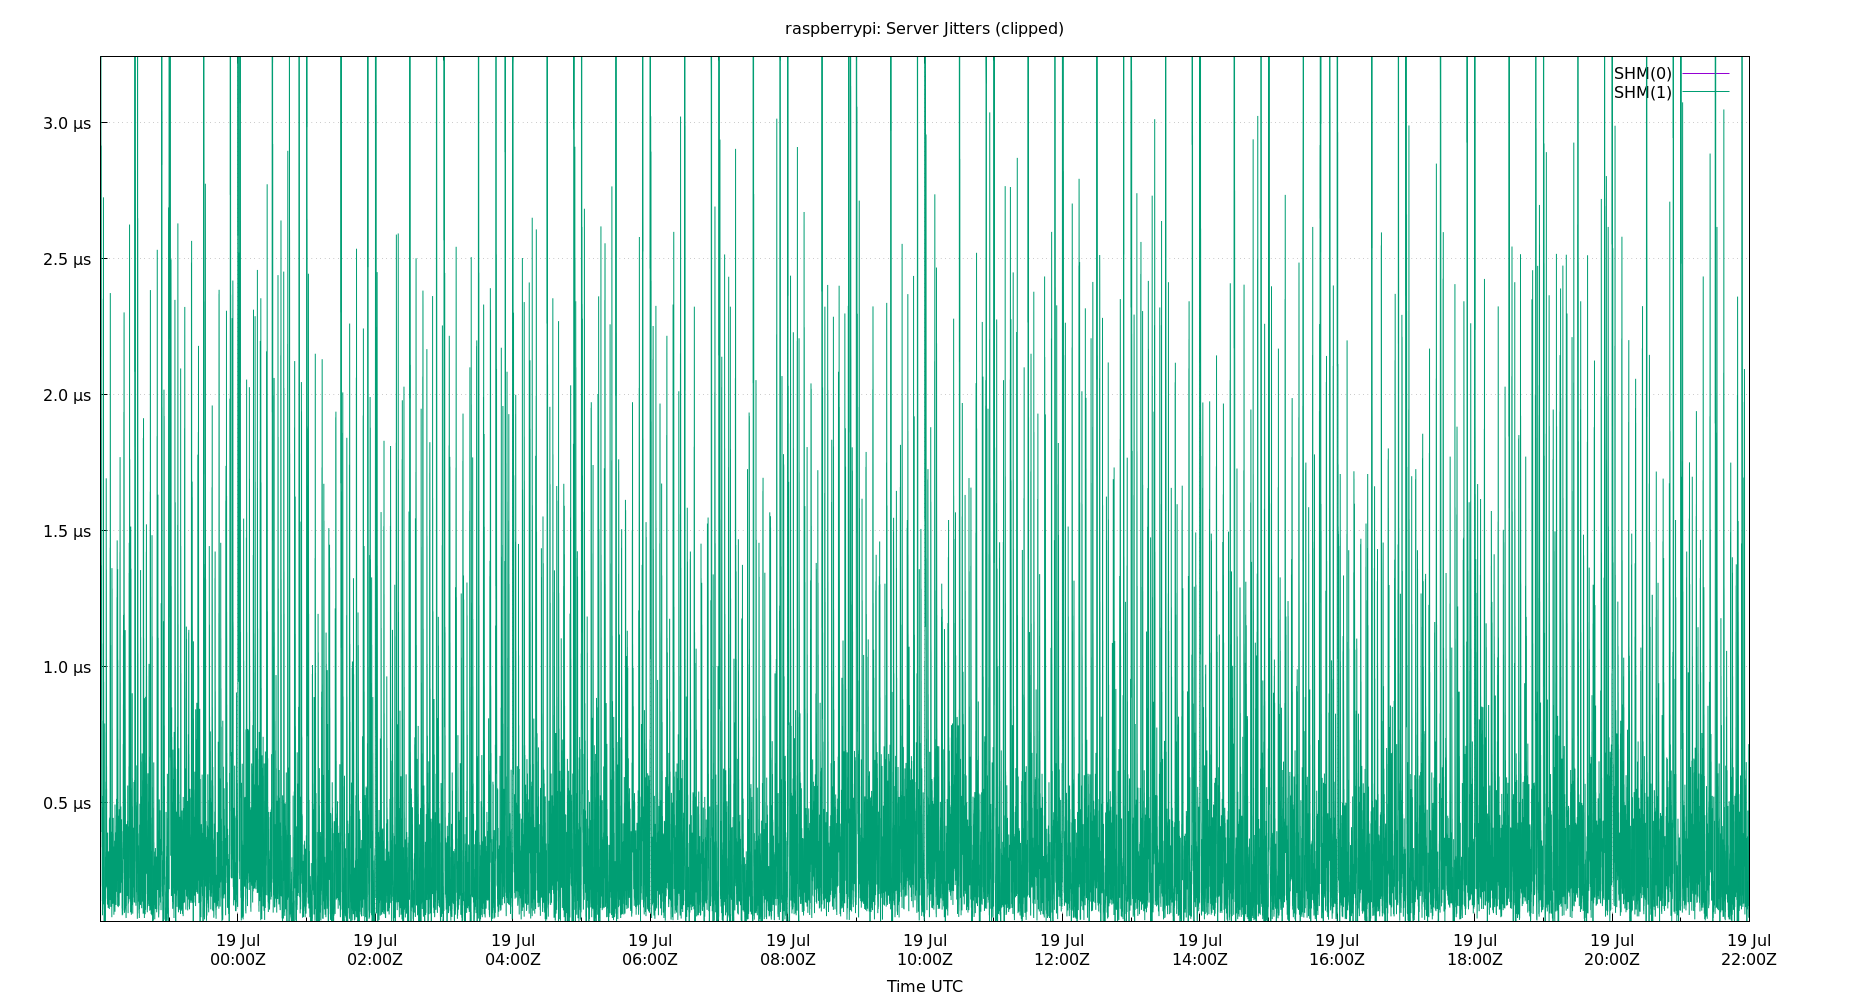 raspberrypi: Server Jitters (clipped)
SHM(0)
SHM(1)
3.0 µs
2.5 µs
2.0 µs
1.5 µs
1.0 µs
0.5 µs
19 Jul 19 Jul 19 Jul 19 Jul 19 Jul 19 Jul 19 Jul 19 Jul 19 Jul 19 Jul 19 Jul 19 Jul
00:00Z 02:00Z 04:00Z 06:00Z 08:00Z 10:00Z 12:00Z 14:00Z 16:00Z 18:00Z 20:00Z 22:00Z
Time UTC